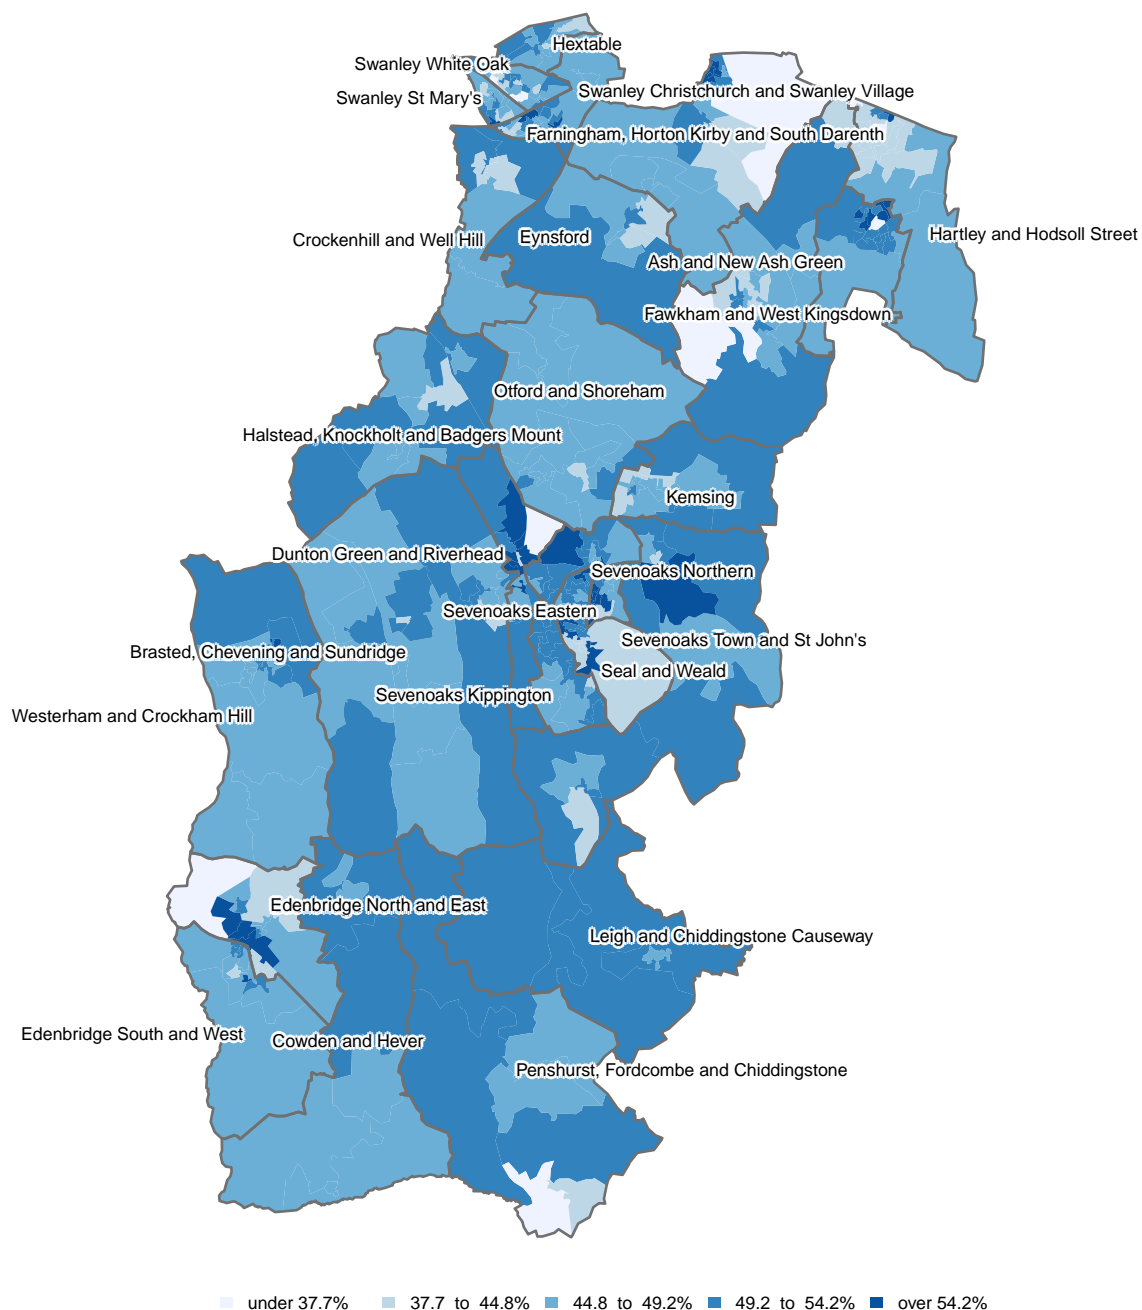 Hextable
Swanley White Oak
Swanley Christchurch and Swanley Village
Swanley St Mary's
Farningham, Horton Kirby and South Darenth
Hartley and Hodsoll Street
Crockenhill and Well Hill
Eynsford
Ash and New Ash Green
Fawkham and West Kingsdown
Otford and Shoreham
Halstead, Knockholt and Badgers Mount
Kemsing
Dunton Green and Riverhead
Sevenoaks Northern
Sevenoaks Eastern
Sevenoaks Town and St John's
Brasted, Chevening and Sundridge
Seal and Weald
Sevenoaks Kippington
Westerham and Crockham Hill
Edenbridge North and East
Leigh and Chiddingstone Causeway
Edenbridge South and West
Cowden and Hever
Penshurst, Fordcombe and Chiddingstone
under 37.7% 37.7 to 44.8% 44.8 to 49.2% 49.2 to 54.2% over 54.2%